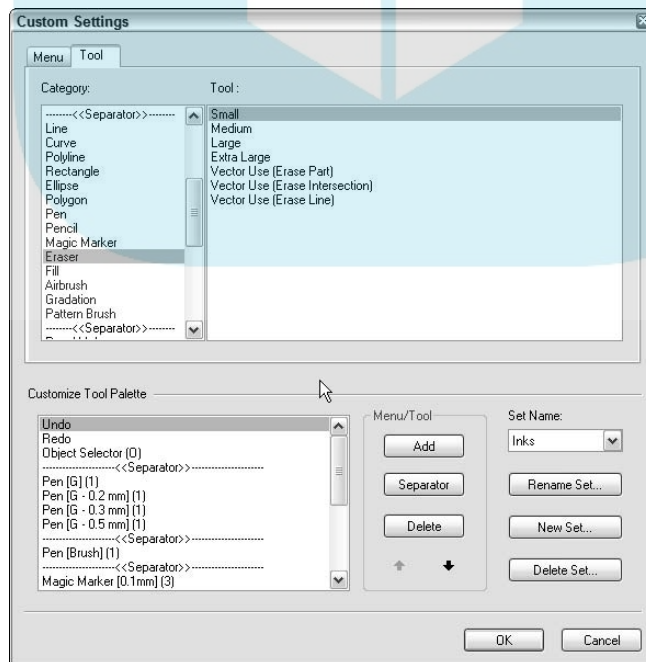 Custom Settings
Menu Tool
Category:
--------<<Separator>>--------
Line
Curve
Polyline
Rectangle
Ellipse
Polygon
Pen
Pencil
Magic Marker
Eraser
Fill
Airbrush
Gradation
Pattern Brush
--------<<Separator>>--------
Tool :
Small
Medium
Large
Extra Large
Vector Use (Erase Part)
Vector Use (Erase Intersection)
Vector Use (Erase Line)
Customize Tool Palette
Undo
Redo
Object Selector (O)
---------------------<<Separator>>---------------------
Pen [G] (1)
Pen [G - 0.2 mm] (1)
Pen [G - 0.3 mm] (1)
Pen [G - 0.5 mm] (1)
---------------------<<Separator>>---------------------
Pen [Brush] (1)
---------------------<<Separator>>---------------------
Magic Marker [0.1mm] (3)
Menu/Tool
Add
Separator
Delete
Set Name:
Inks
Rename Set...
New Set...
Delete Set...
OK Cancel